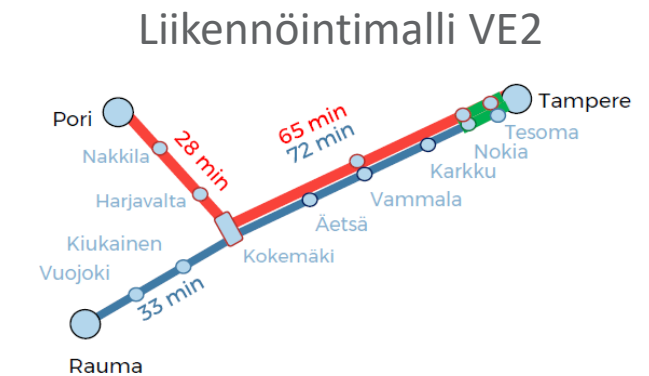 Liikennöintimalli VE2
Pori
Tampere
Nakkila
28 min
65 min
72 min
Tesoma
Nokia
Karkku
Harjavalta
Vammala
Äetsä
Kiukainen
Kokemäki
Vuojoki
33 min
Rauma